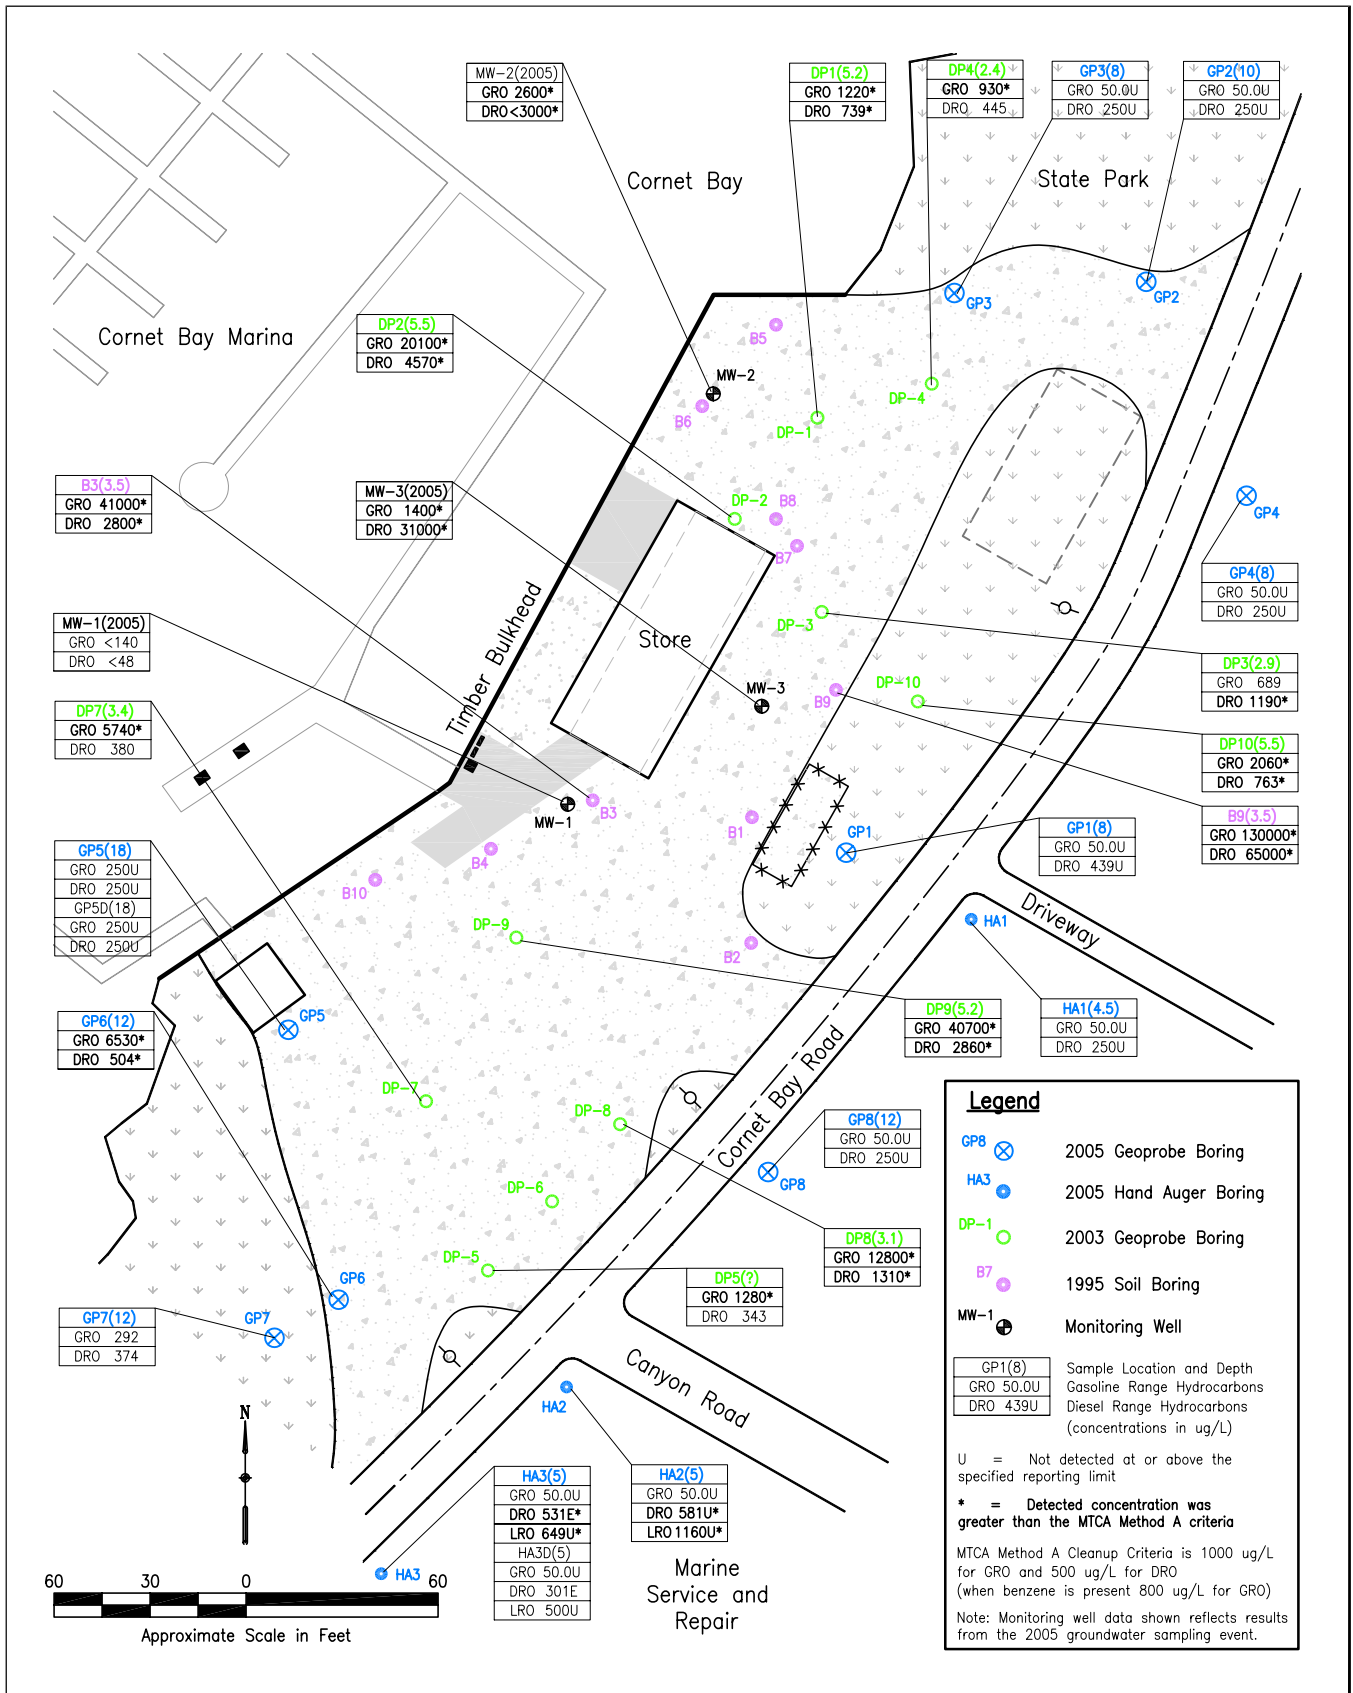 MW-2(2005)
GRO 2600*
DRO<3000*
DP1(5.2)
GRO 1220*
DRO 739*
DP4(2.4)
GRO 930*
DRO 445
GP3(8)
GRO 50.0U
DRO 250U
GP2(10)
GRO 50.0U
DRO 250U
Cornet Bay
State Park
GP3
GP2
Cornet Bay Marina
DP2(5.5)
GRO 20100*
DRO 4570*
B5
MW-2
B6
DP-4
DP-1
B3(3.5)
GRO 41000*
DRO 2800*
MW-3(2005)
GRO 1400*
DRO 31000*
DP-2
B8
B7
GP4
GP4(8)
GRO 50.0U
DRO 250U
Timber Bulkhead
Store
DP-3
MW-1(2005)
GRO <140
DRO <48
DP3(2.9)
GRO 689
DRO 1190*
MW-3
B9
DP-10
DP7(3.4)
GRO 5740*
DRO 380
DP10(5.5)
GRO 2060*
DRO 763*
B9(3.5)
GRO 130000*
DRO 65000*
MW-1
B3
B1
GP1
GP1(8)
GRO 50.0U
DRO 439U
B4
B10
GP5(18)
GRO 250U
DRO 250U
GP5D(18)
GRO 250U
DRO 250U
DP-9
B2
HA1
Driveway
DP9(5.2)
GRO 40700*
DRO 2860*
HA1(4.5)
GRO 50.0U
DRO 250U
GP6(12)
GRO 6530*
DRO 504*
GP5
DP-7
DP-8
Cornet Bay Road
GP8(12)
GRO 50.0U
DRO 250U
GP8
DP-6
DP-5
DP8(3.1)
GRO 12800*
DRO 1310*
DP5(?)
GRO 1280*
DRO 343
GP6
GP7
GP7(12)
GRO 292
DRO 374
Canyon Road
HA2
N
HA3(5)
GRO 50.0U
DRO 531E*
LRO 649U*
HA3D(5)
GRO 50.0U
DRO 301E
LRO 500U
HA2(5)
GRO 50.0U
DRO 581U*
LRO 1160U*
HA3
Marine
Service and
Repair
60 30 0 60
Approximate Scale in Feet
Legend
GP8 2005 Geoprobe Boring
HA3 2005 Hand Auger Boring
DP-1 2003 Geoprobe Boring
B7 1995 Soil Boring
MW-1 Monitoring Well
GP1(8) Sample Location and Depth
GRO 50.0U Gasoline Range Hydrocarbons
DRO 439U Diesel Range Hydrocarbons
(concentrations in ug/L)
U = Not detected at or above the
specified reporting limit
* = Detected concentration was
greater than the MTCA Method A criteria
MTCA Method A Cleanup Criteria is 1000 ug/L
for GRO and 500 ug/L for DRO
(when benzene is present 800 ug/L for GRO)
Note: Monitoring well data shown reflects results
from the 2005 groundwater sampling event.